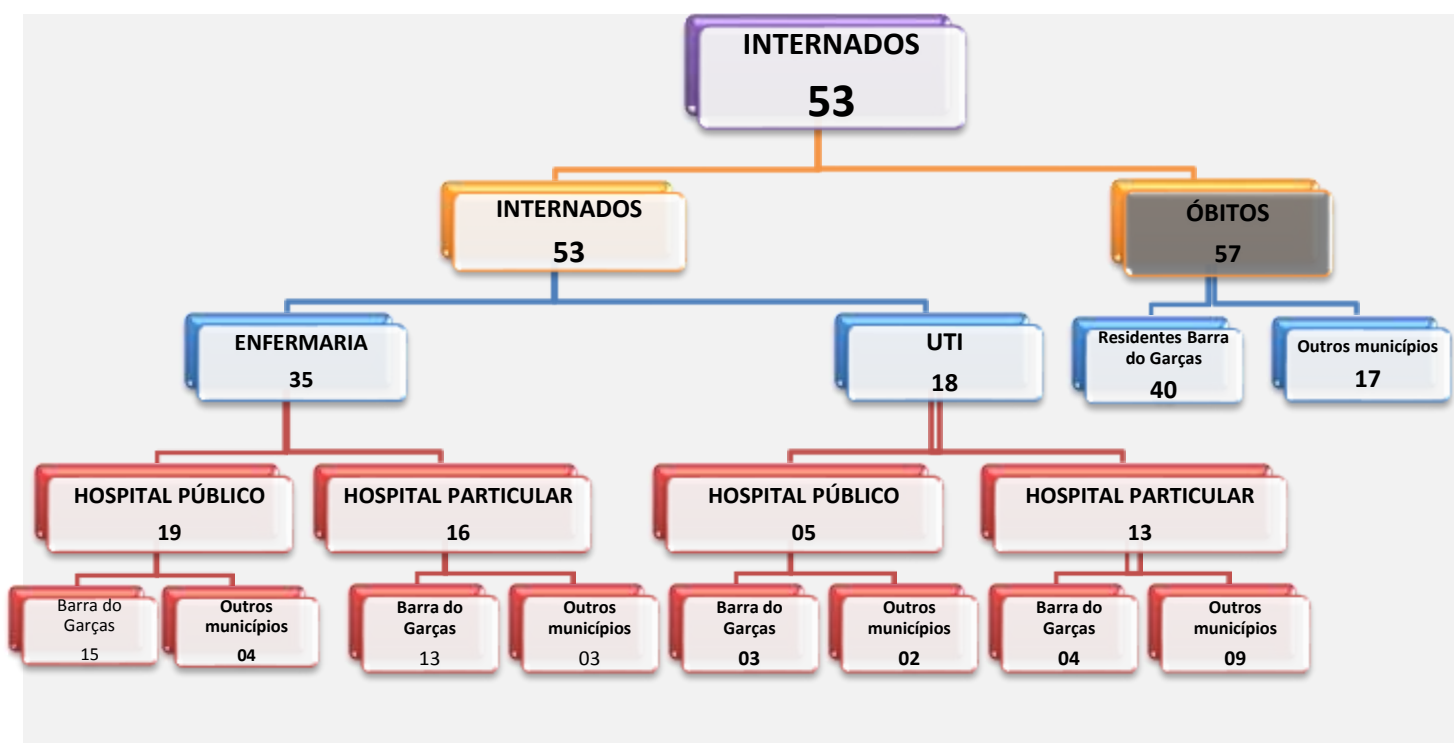 INTERNADOS
53
INTERNADOS
53
ÓBITOS
57
ENFERMARIA
35
UTI
18
Residentes Barra
do Garças
40
Outros municípios
17
HOSPITAL PÚBLICO
19
HOSPITAL PARTICULAR
16
HOSPITAL PÚBLICO
05
HOSPITAL PARTICULAR
13
Barra do
Garças
15
Outros
municípios
04
Barra do
Garças
13
Outros
municípios
03
Barra do
Garças
03
Outros
municípios
02
Barra do
Garças
04
Outros
municípios
09